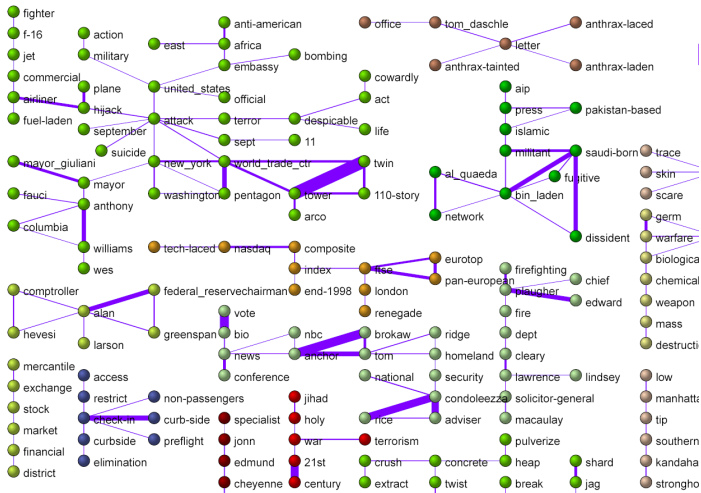 fighter
f-16
jet
commercial
airliner
fuel-laden
action
military
plane
hijack
september
suicide
east
anti-american
africa
embassy
bombing
united_states
official
attack
terror
despicable
cowardly
act
life
sept
11
office
tom_daschle
anthrax-laced
letter
anthrax-tainted
anthrax-laden
aip
press
pakistan-based
islamic
militant
saudi-born
al_quaeda
fugitive
bin_laden
network
dissident
trace
skin
scare
mayor_giuliani
mayor
new_york
world_trade_ctr
twin
washington
pentagon
tower
110-story
arco
fauci
anthony
columbia
williams
wes
tech-laced
nasdaq
composite
index
end-1998
eurotop
ftse
pan-european
london
renegade
germ
warfare
biological
chemical
weapon
mass
destructi
comptroller
federal_reserve
chairman
alan
hevesi
larson
greenspan
vote
bio
news
conference
nbc
anchor
brokaw
tom
ridge
homeland
security
national
condoleezza
rice
adviser
firefighting
plaugher
chief
edward
fire
dept
cleary
lawrence
lindsey
solicitor-general
macaulay
mercantile
exchange
stock
market
financial
district
access
restrict
non-passengers
check-in
curb-side
curbside
preflight
elimination
specialist
jonn
edmund
cheyenne
jihad
holy
war
terrorism
21st
century
crush
extract
concrete
twist
pulverize
heap
break
shard
jag
low
manhatta
tip
southern
kandaha
strongho